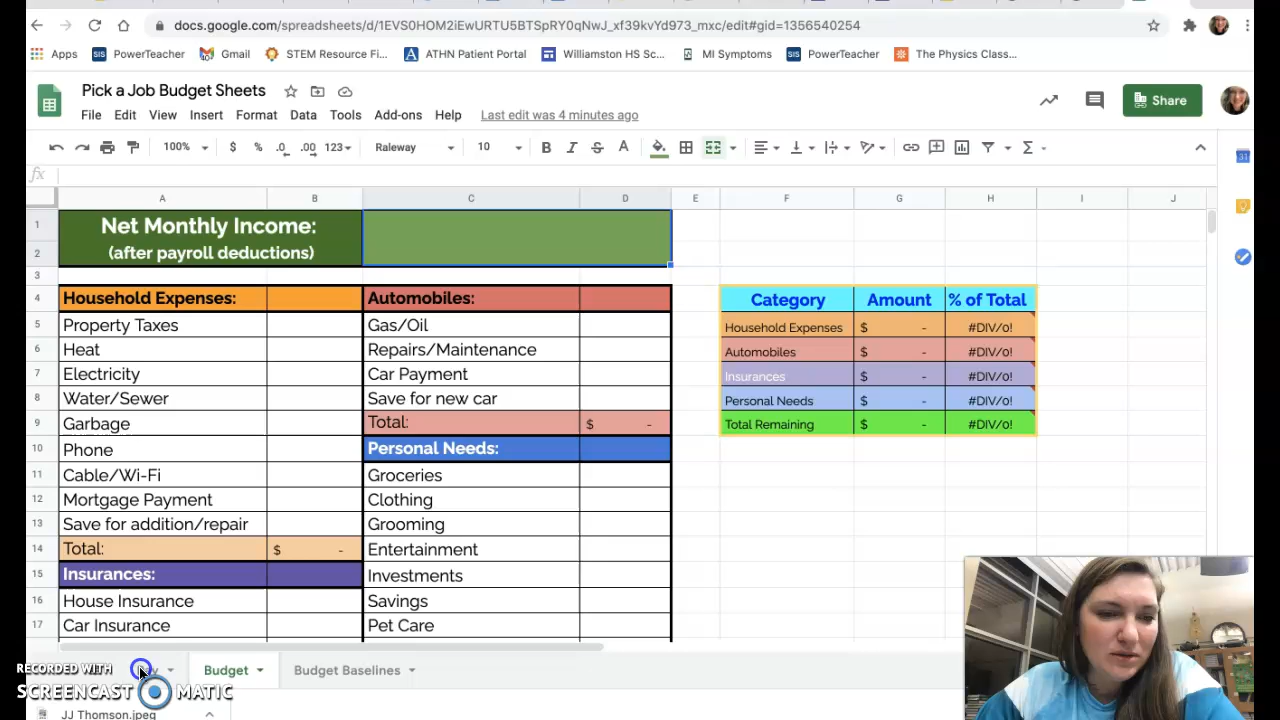 docs.google.com/spreadsheets/d/1EVS0HOM2iEwURTU5BTSpRY0qNwJ_xf39kvYd973_mxc/edit#gid=1356540254
Apps SIS PowerTeacher Gmail STEM Resource Fi... A ATHN Patient Portal Williamston HS Sc... MI Symptoms SIS PowerTeacher The Physics Class...
Pick a Job Budget Sheets
Share
File Edit View Insert Format Data Tools Add-ons Help Last edit was 4 minutes ago
100% $ % .0 .00 123 Raleway 10 B I S A Σ
fx
A B C D E F G H I J
1 Net Monthly Income:
2 (after payroll deductions)
3
4 Household Expenses: Automobiles: Category Amount % of Total
5 Property Taxes Gas/Oil Household Expenses $ - #DIV/0!
6 Heat Repairs/Maintenance Automobiles $ - #DIV/0!
7 Electricity Car Payment Insurances $ - #DIV/0!
8 Water/Sewer Save for new car Personal Needs $ - #DIV/0!
9 Garbage Total: $ - Total Remaining $ - #DIV/0!
10 Phone Personal Needs:
11 Cable/Wi-Fi Groceries
12 Mortgage Payment Clothing
13 Save for addition/repair Grooming
14 Total: $ - Entertainment
15 Insurances: Investments
16 House Insurance Savings
17 Car Insurance Pet Care
RECORDED WITH
Budget Budget Baselines
SCREENCAST MATIC
JJ Thomson.jpeg